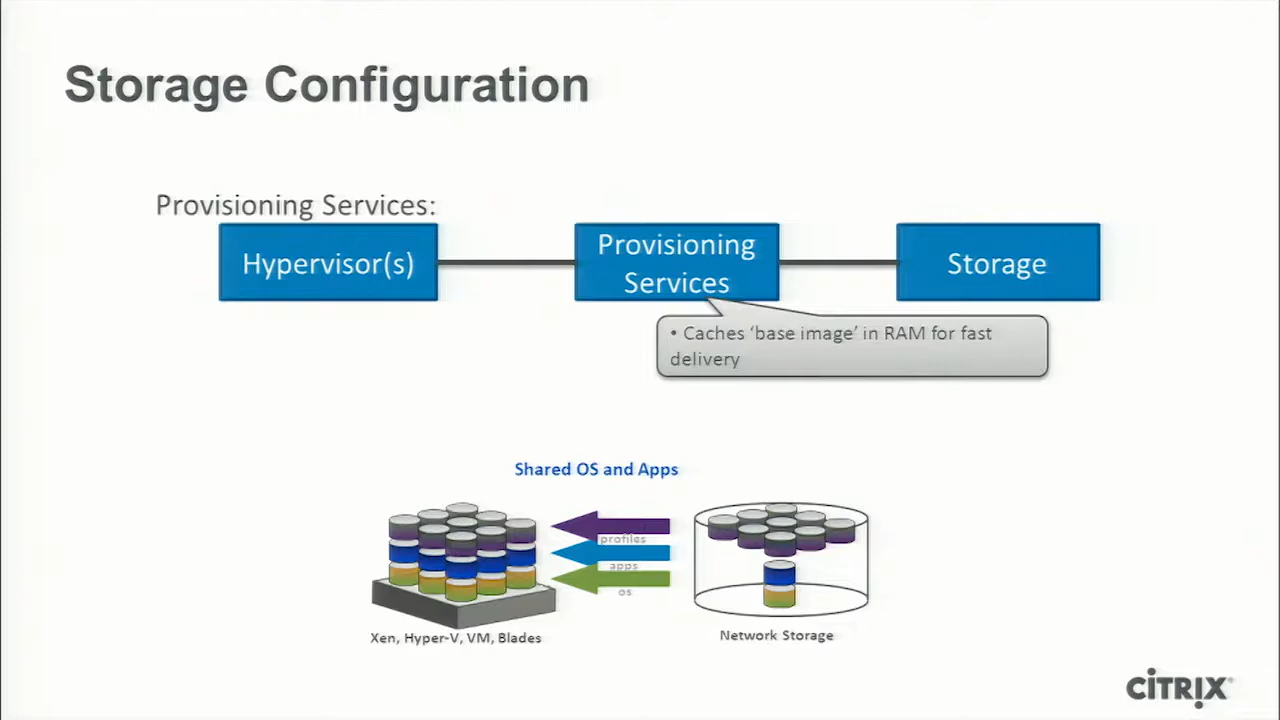 Storage Configuration
Provisioning Services:
Hypervisor(s)
Provisioning
Services
Storage
• Caches ‘base image’ in RAM for fast
delivery
Shared OS and Apps
profiles
apps
os
Xen, Hyper-V, VM, Blades
Network Storage
CITRIX®